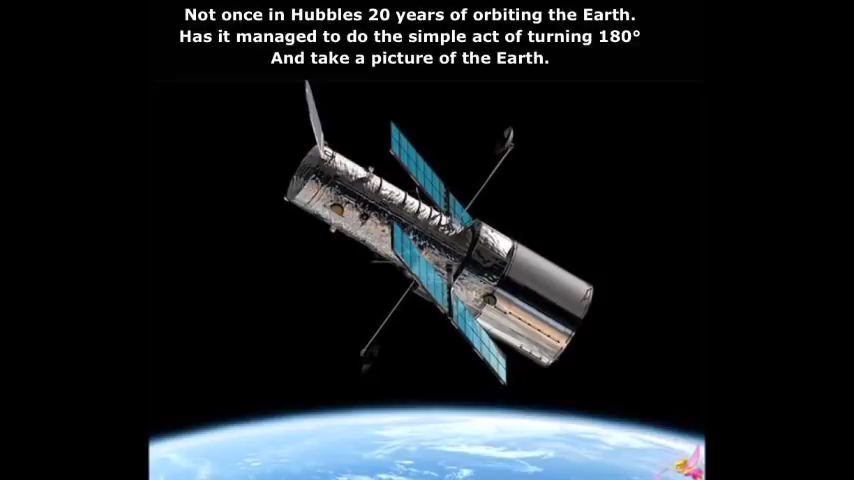 Not once in Hubbles 20 years of orbiting the Earth.
Has it managed to do the simple act of turning 180°
And take a picture of the Earth.